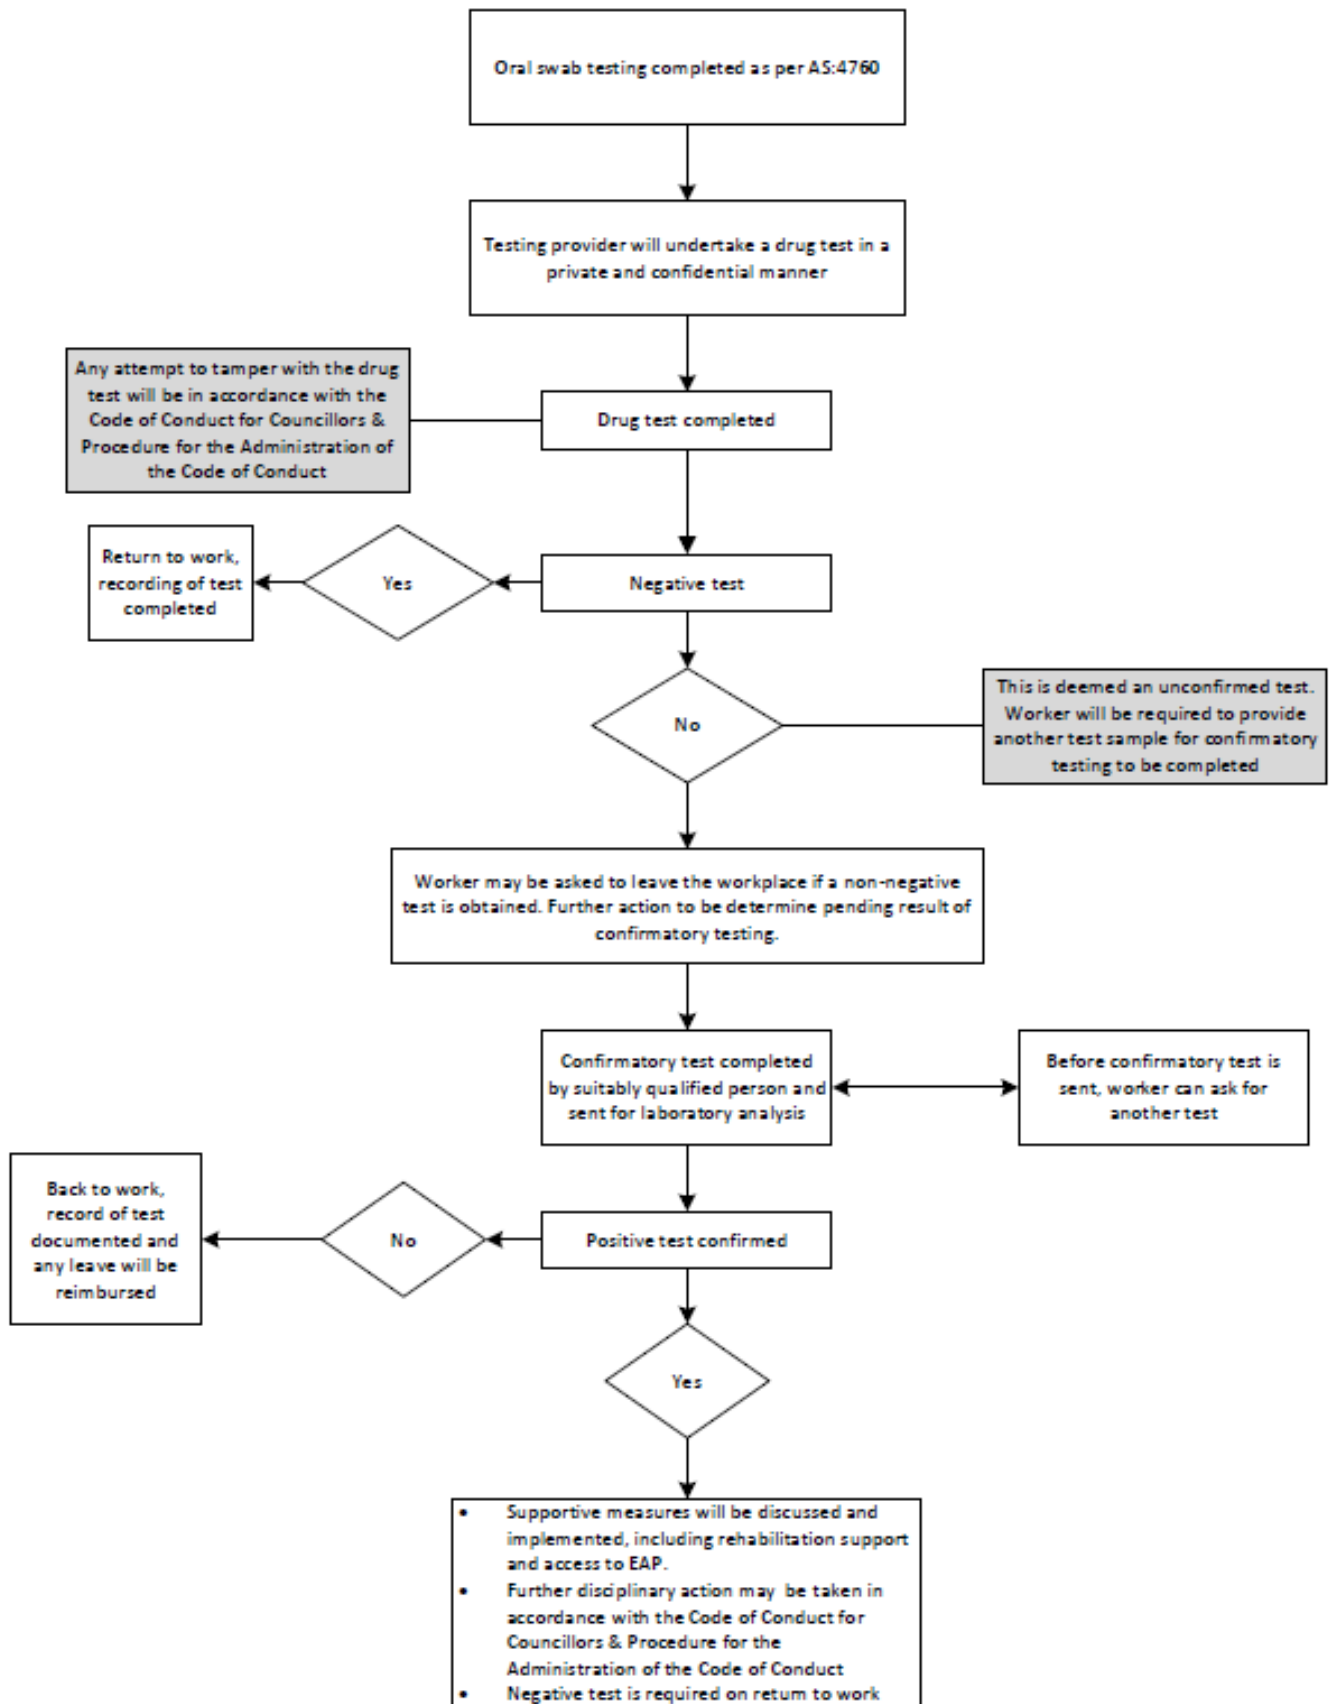 Oral swab testing completed as per AS:4760
Testing provider will undertake a drug test in a
private and confidential manner
Any attempt to tamper with the drug
test will be in accordance with the
Code of Conduct for Councillors &
Procedure for the Administration of
the Code of Conduct
Drug test completed
Return to work,
recording of test
completed
Yes
Negative test
No
This is deemed an unconfirmed test.
Worker will be required to provide
another test sample for confirmatory
testing to be completed
Worker may be asked to leave the workplace if a non-negative
test is obtained. Further action to be determine pending result of
confirmatory testing.
Confirmatory test completed
by suitably qualified person and
sent for laboratory analysis
Before confirmatory test is
sent, worker can ask for
another test
Back to work,
record of test
documented and
any leave will be
reimbursed
No
Positive test confirmed
Yes
• Supportive measures will be discussed and
implemented, including rehabilitation support
and access to EAP.
• Further disciplinary action may be taken in
accordance with the Code of Conduct for
Councillors & Procedure for the
Administration of the Code of Conduct
• Negative test is required on return to work